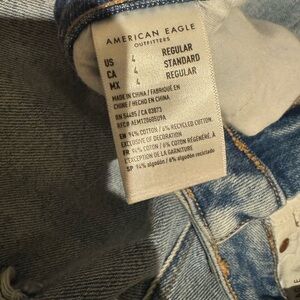 AMERICAN EAGLE
OUTFITTERS
US 4 REGULAR
CA 4 STANDARD
MX 4 REGULAR
MADE IN CHINA / FABRIQUÉ EN
CHINE / HECHO EN CHINA
RN 54485 / CA 03873
EN 94% COTTON / 6% RECYCLED COTTON.
EXCLUSIVE OF DECORATION
FR 94% COTON / 6% COTON RÉGÉNÉRÉ, À
L'EXCEPTION DE LA GARNITURE
SP 94% algodón / 6% algodón reciclado